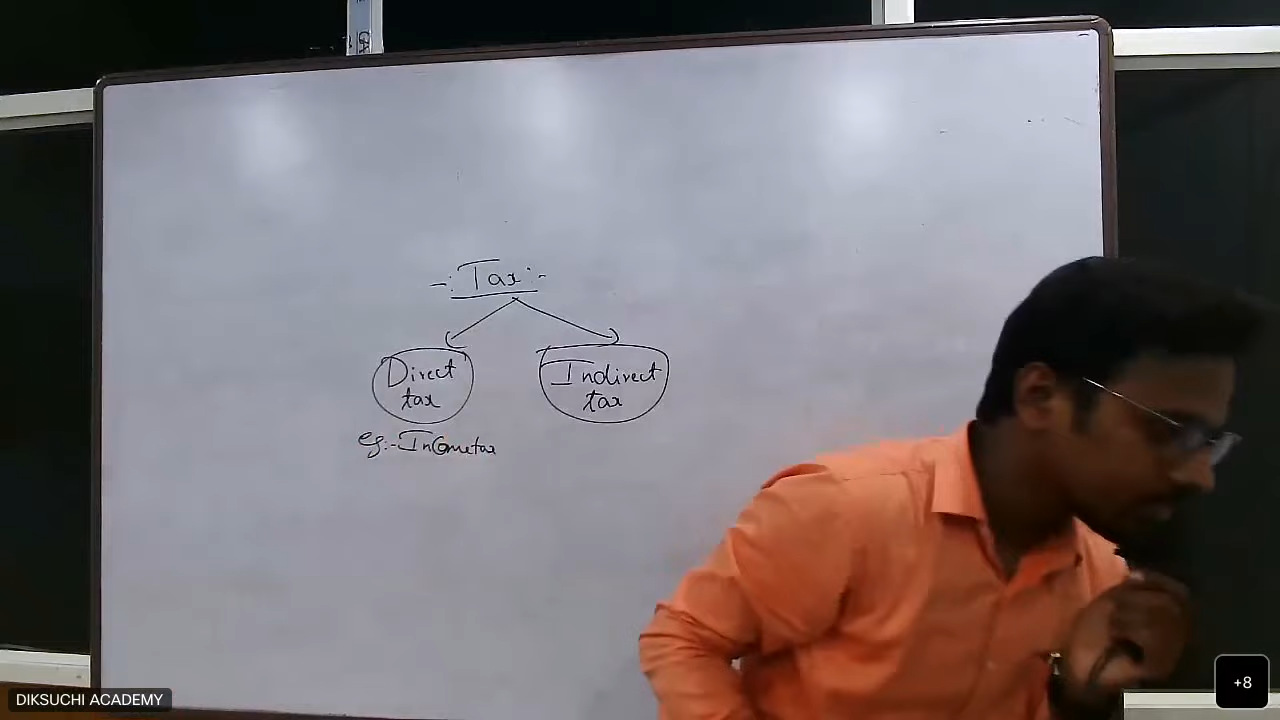 -: Tax :-
Direct
tax
Indirect
tax
eg:- Incometax
DIKSUCHI ACADEMY
+8